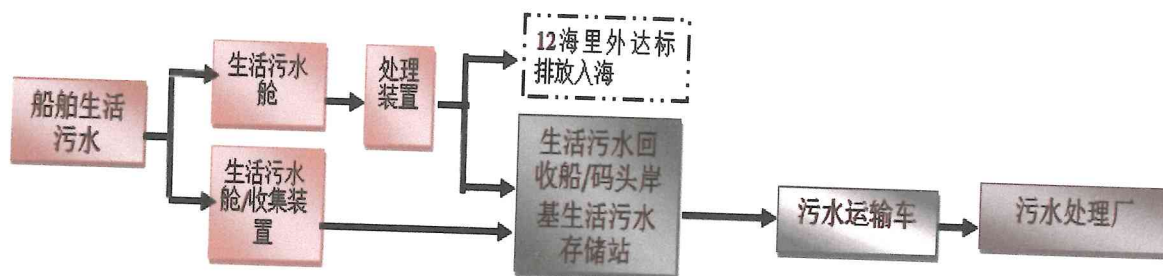 船舶生活
污水
生活污水
舱
处理
装置
12海里外达标
排放入海
生活污水
舱/收集装
置
生活污水回
收船/码头岸
基生活污水
存储站
污水运输车
污水处理厂